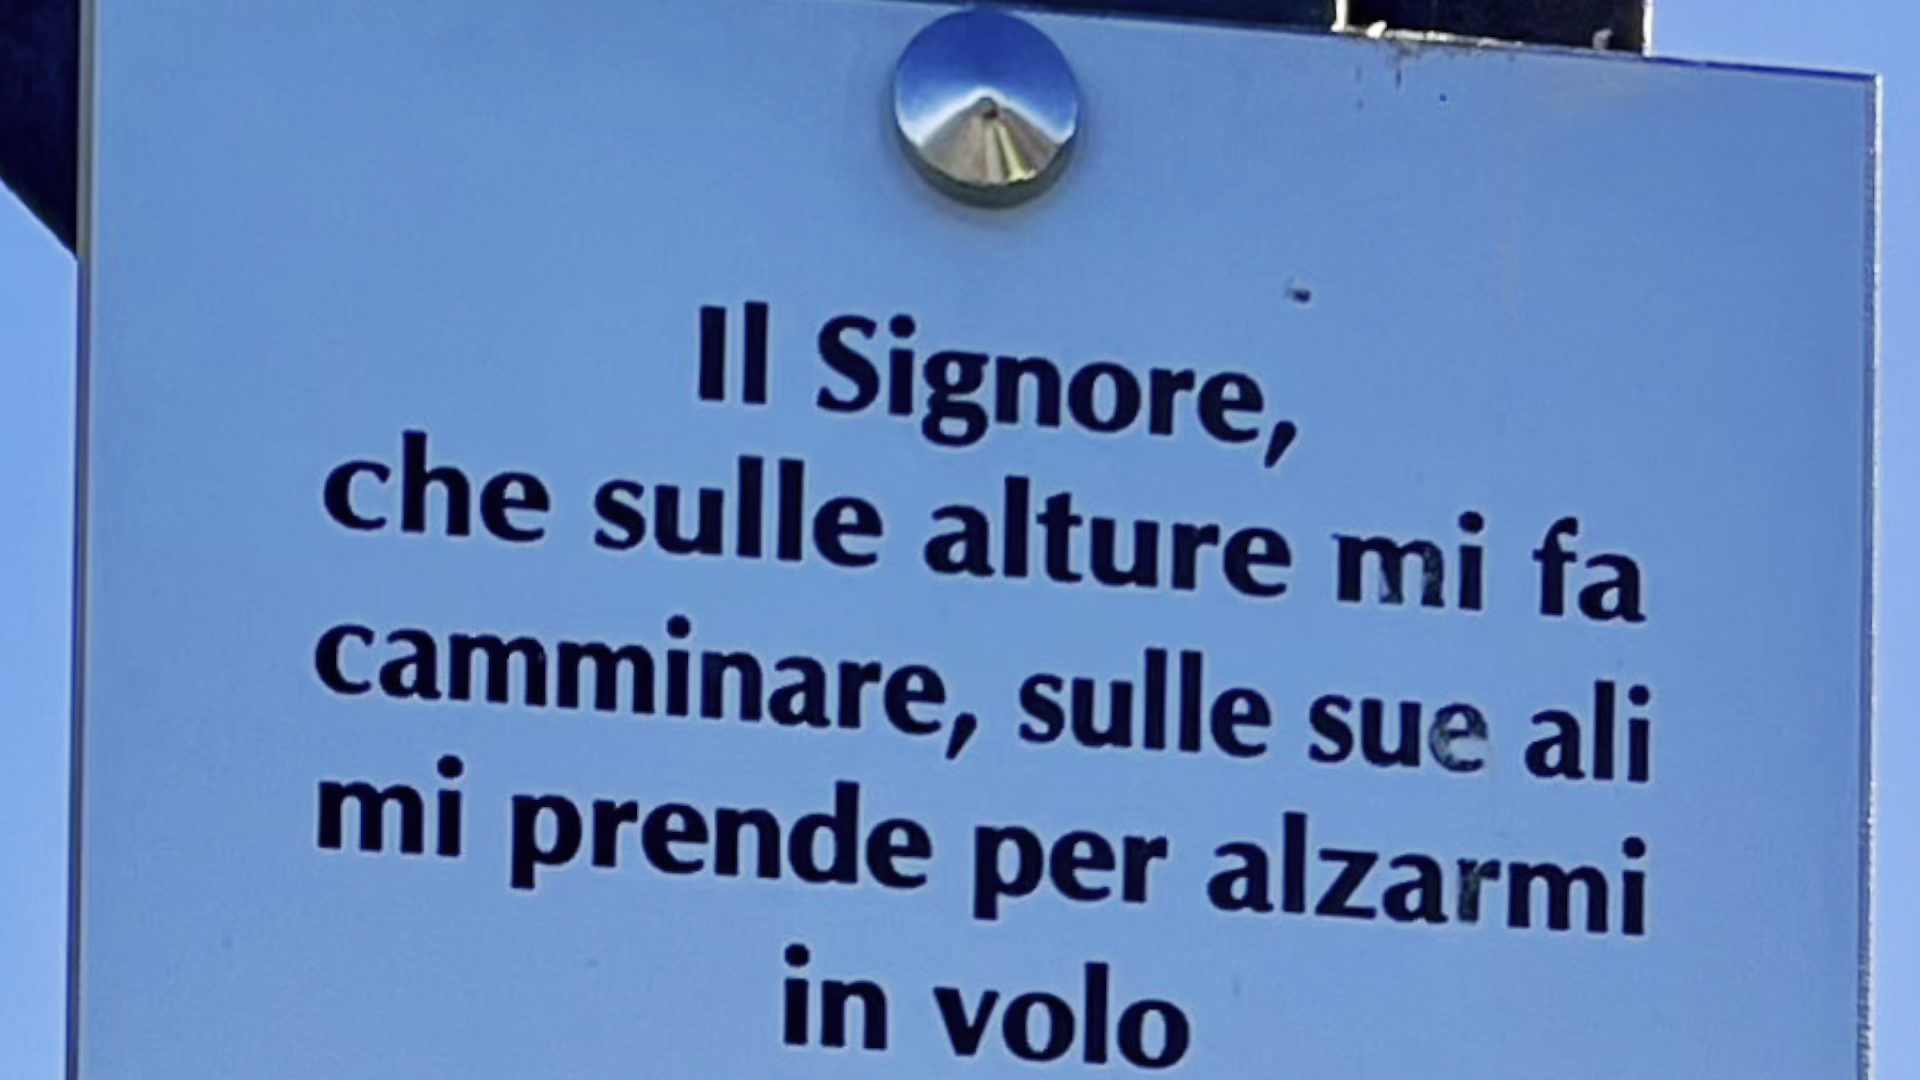 Il Signore,
che sulle alture mi fa
camminare, sulle sue ali
mi prende per alzarmi
in volo